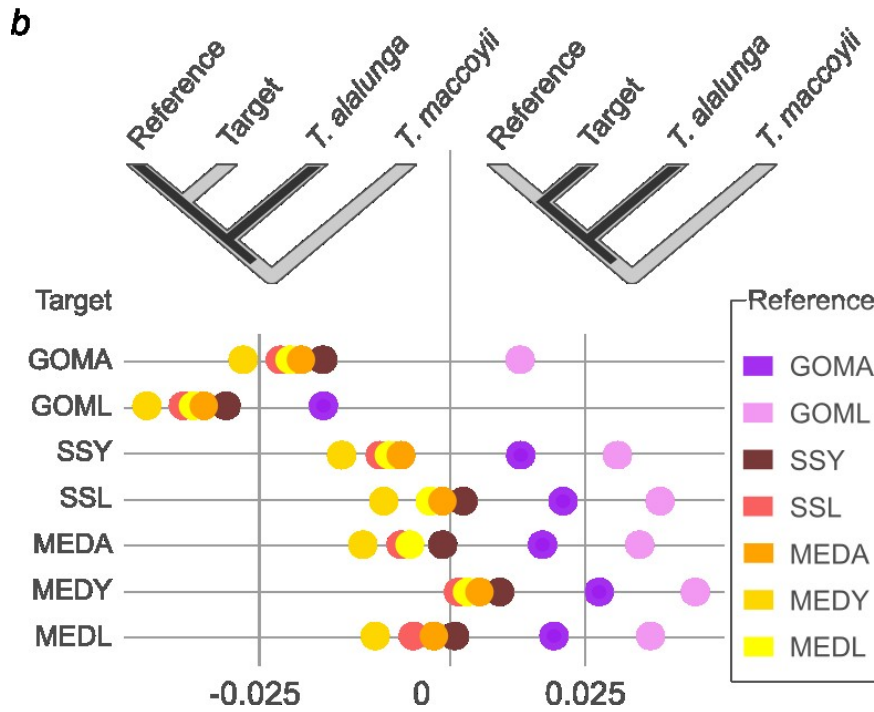 b
Reference
Target
T. alalunga
T. maccoyii
Reference
Target
T. alalunga
T. maccoyii
Target
Reference
GOMA
GOML
SSY
SSL
MEDA
MEDY
MEDL
GOMA
GOML
SSY
SSL
MEDA
MEDY
MEDL
-0.025
0
0.025